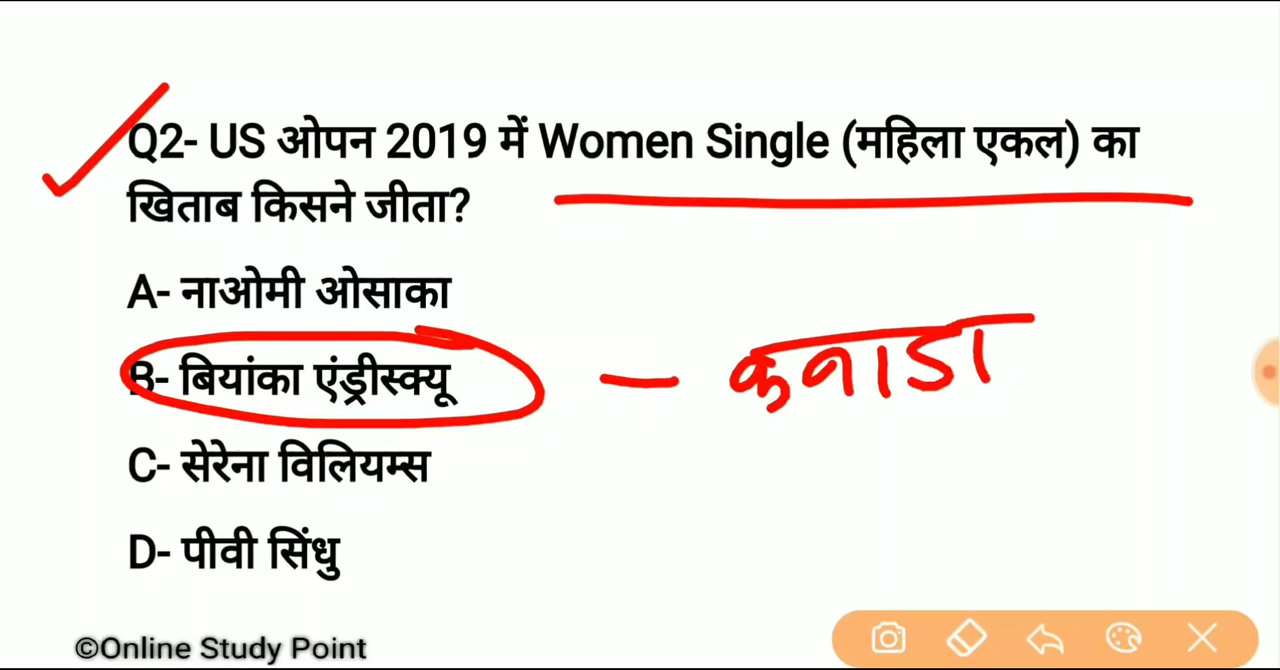 Q2- US ओपन 2019 में Women Single (महिला एकल) का
खिताब किसने जीता?
A- नाओमी ओसाका
B- बियांका एंड्रीस्क्यू - कनाडा
C- सेरेना विलियम्स
D- पीवी सिंधु
©Online Study Point